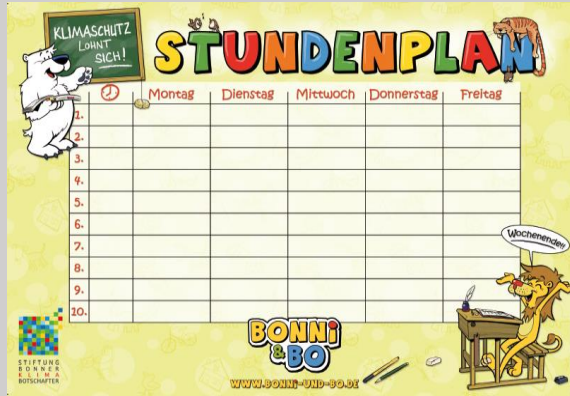 KLIMASCHUTZ
LOHNT
SICH!
STUNDENPLAN
Montag Dienstag Mittwoch Donnerstag Freitag
1.
2.
3.
4.
5.
6.
7.
8.
9.
10.
Wochenende!!
BONNi
& BO
WWW.BONNi-UND-BO.DE
STIFTUNG
BONNER
KLIMA
BOTSCHAFTER